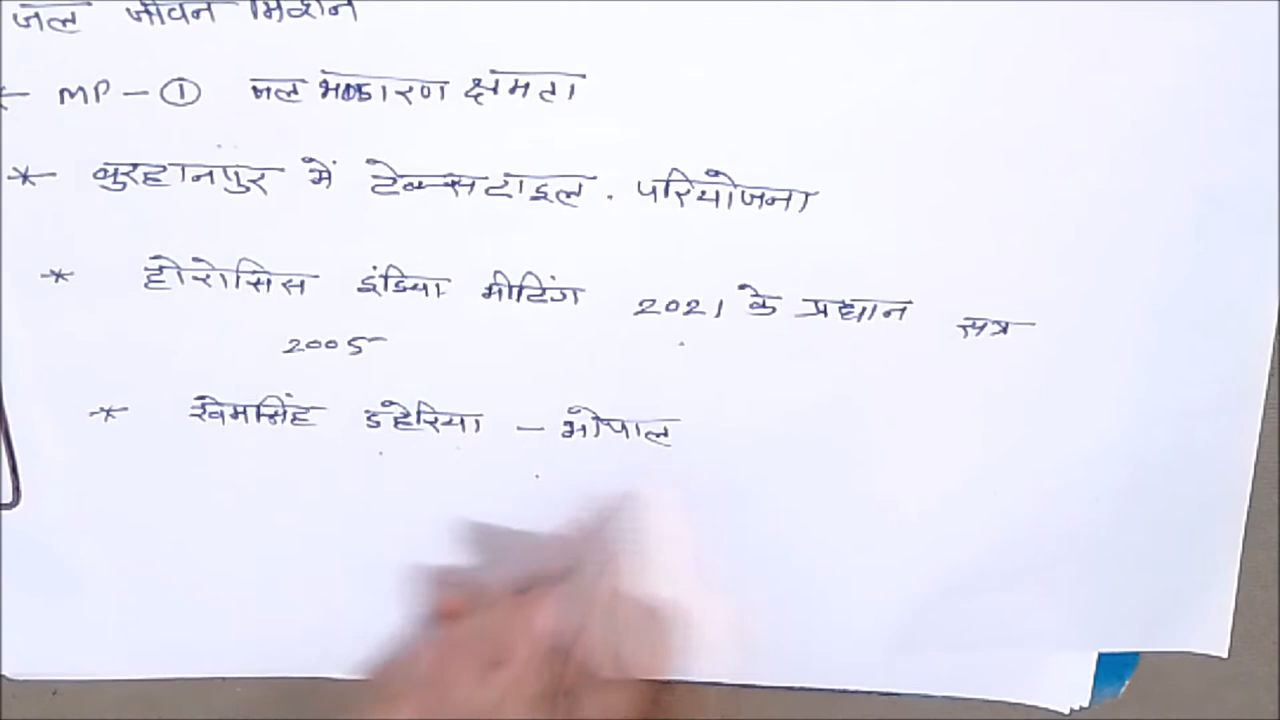 जल जीवन मिशन
- MP - ① जल भण्डारण क्षमता
* बुरहानपुर में टेक्सटाइल . परियोजना
* होरोसिस इंडिया मीटिंग 2021 के प्रधान सत्र
2005
* खेमसिंह डहेरिया - भोपाल